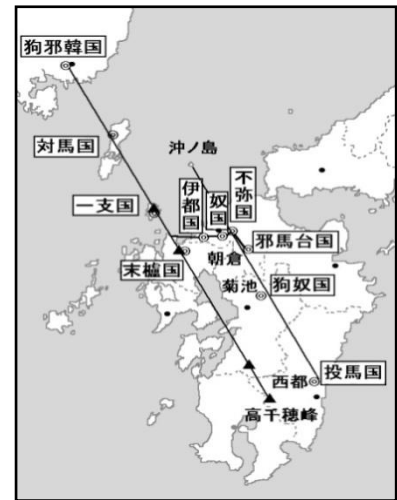 狗邪韓国
対馬国
沖ノ島
一支国
伊都国
奴国
不弥国
邪馬台国
朝倉
末櫨国
菊池
狗奴国
西都
投馬国
高千穂峰